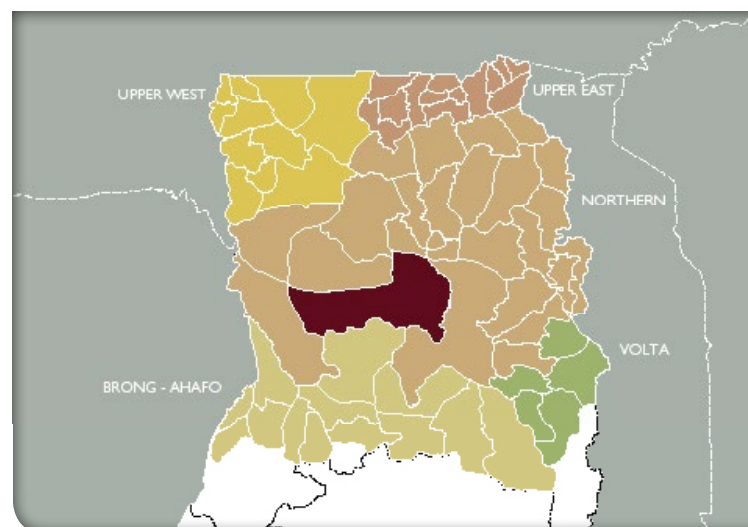 UPPER WEST
UPPER EAST
NORTHERN
VOLTA
BRONG - AHAFO